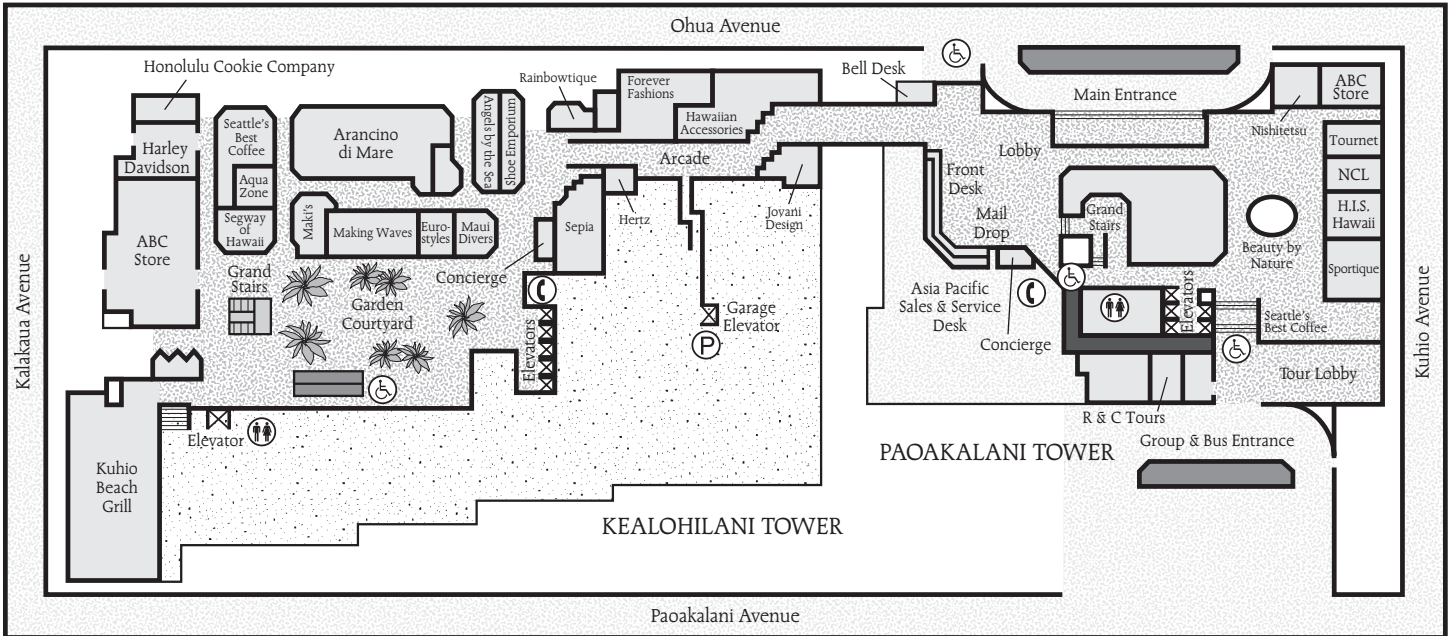 Ohua Avenue
Honolulu Cookie Company
Harley
Davidson
ABC
Store
Seattle's
Best
Coffee
Aqua
Zone
Segway
of
Hawaii
Arancino
di Mare
Maki's
Making Waves
Euro-
styles
Maui
Divers
Angels by the Sea
Shoe Emporium
Rainbowtique
Forever
Fashions
Hawaiian
Accessories
Arcade
Hertz
Sepia
Concierge
Jovani
Design
Bell Desk
Grand
Stairs
Garden
Courtyard
Elevators
Garage
Elevator
P
Elevator
Kuhio
Beach
Grill
Kalakaua Avenue
KEALOHILANI TOWER
Main Entrance
Lobby
Front
Desk
Mail
Drop
Grand
Stairs
Asia Pacific
Sales & Service
Desk
Concierge
Elevators
Nishitetsu
ABC
Store
Tournet
NCL
H.I.S.
Hawaii
Sportique
Beauty by
Nature
Seattle's
Best Coffee
Tour Lobby
R & C Tours
Group & Bus Entrance
PAOAKALANI TOWER
Kuhio Avenue
Paoakalani Avenue